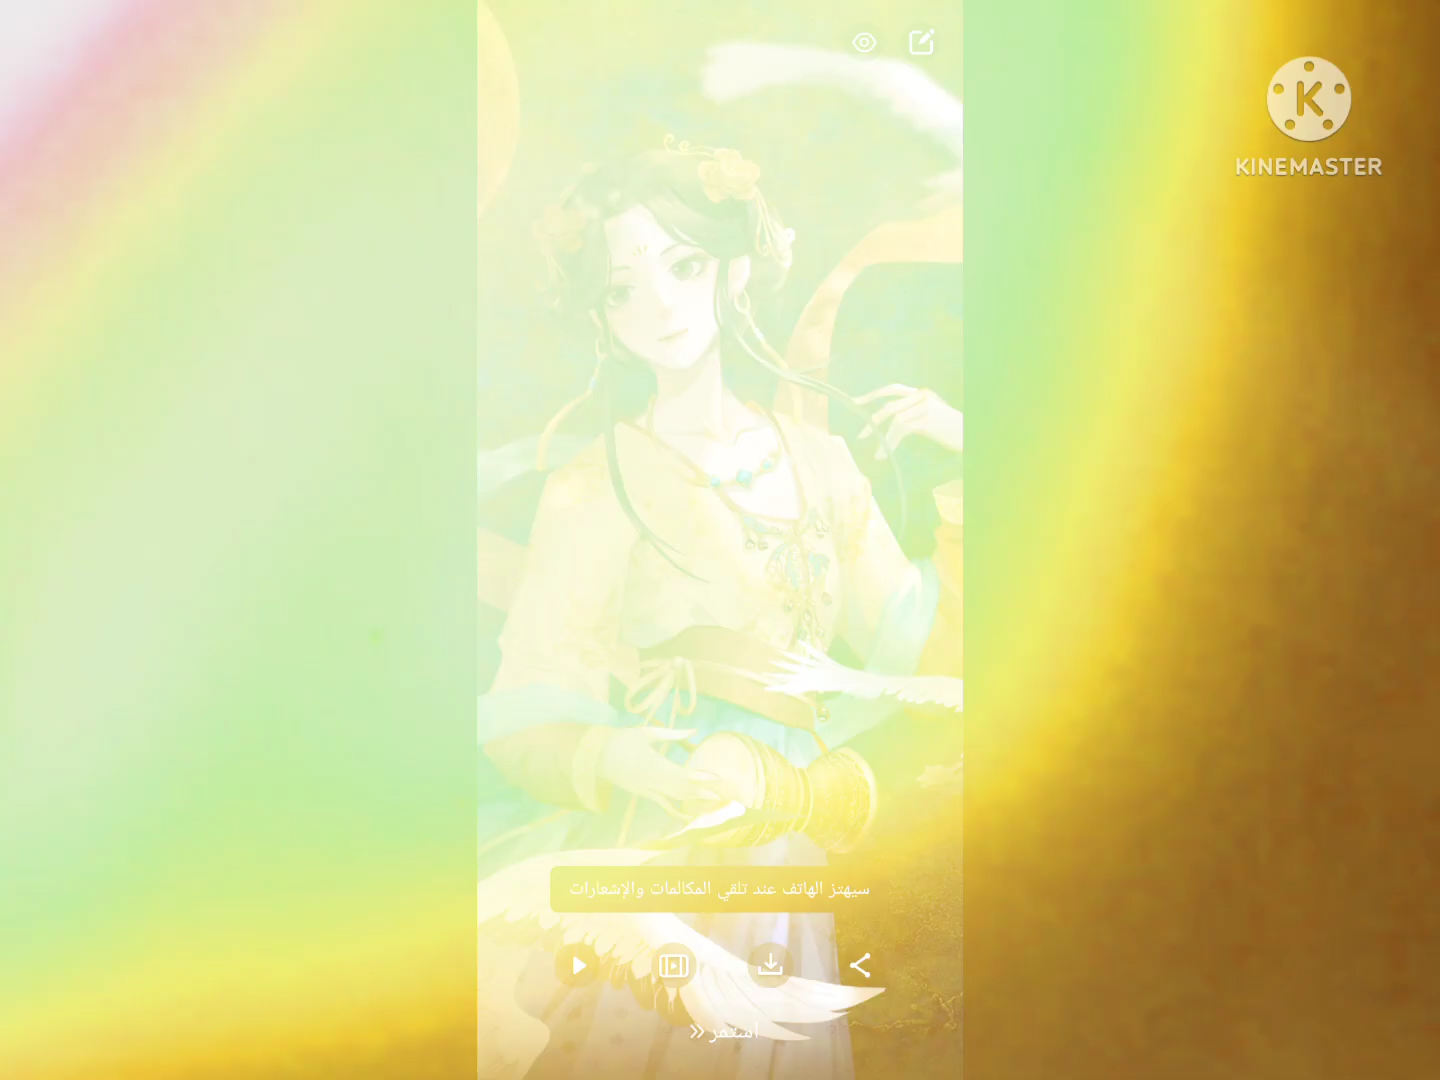 KINEMASTER
سيهتز الهاتف عند تلقي المكالمات والإشعارات
استمر »